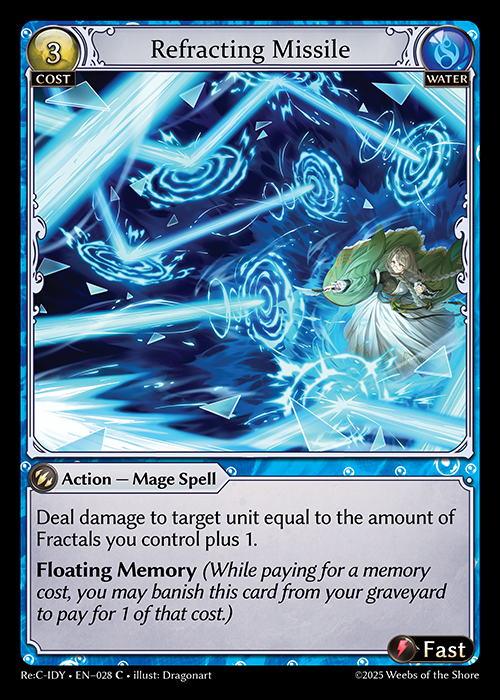 3
COST
Refracting Missile
WATER
Action — Mage Spell
Deal damage to target unit equal to the amount of
Fractals you control plus 1.
Floating Memory (While paying for a memory
cost, you may banish this card from your graveyard
to pay for 1 of that cost.)
Fast
Re:C-IDY • EN-028 C • illust: Dragonart
©2025 Weebs of the Shore